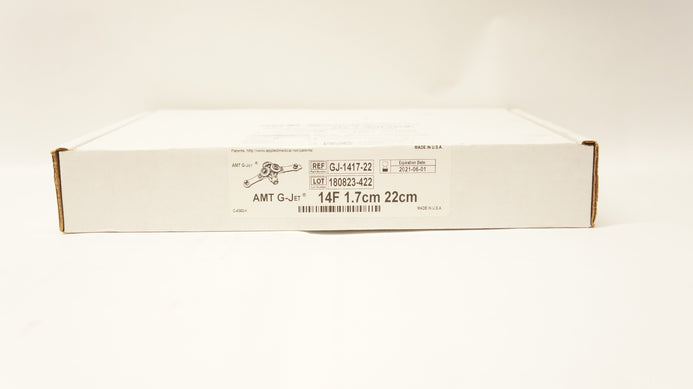 MADE IN U.S.A.
AMT G-JET ®
REF GJ-1417-22
Expiration Date
2021-06-01
LOT 180823-422
AMT G-JET ® 14F 1.7cm 22cm
MADE IN U.S.A.